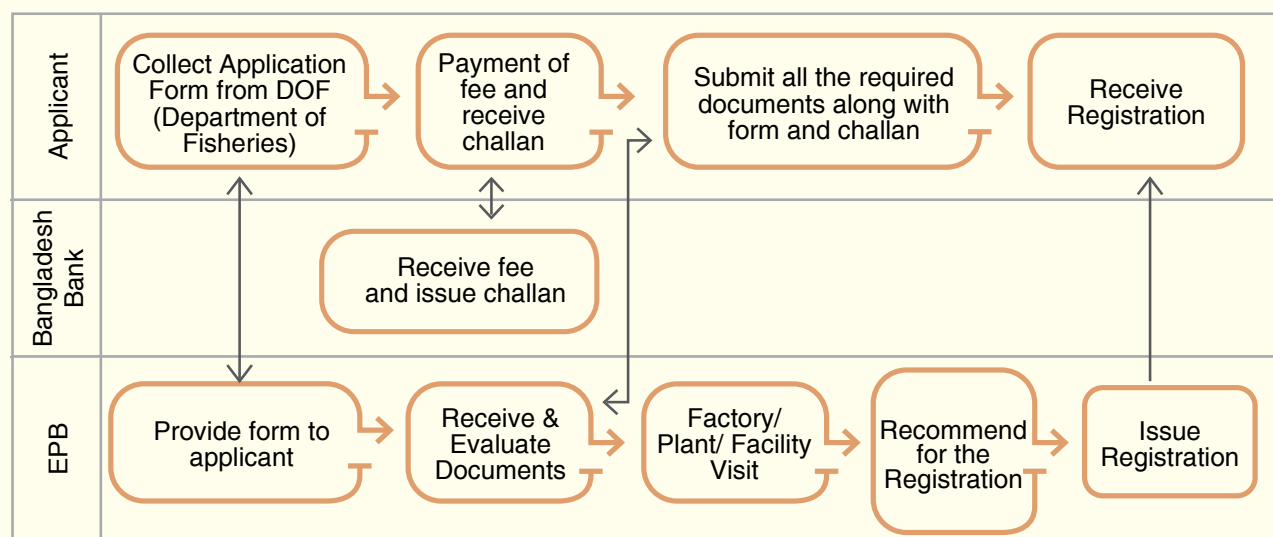 Applicant
Collect Application
Form from DOF
(Department of
Fisheries)
Payment of
fee and
receive
challan
Submit all the required
documents along with
form and challan
Receive
Registration
Bangladesh
Bank
Receive fee
and issue challan
EPB
Provide form to
applicant
Receive &
Evaluate
Documents
Factory/
Plant/ Facility
Visit
Recommend
for the
Registration
Issue
Registration